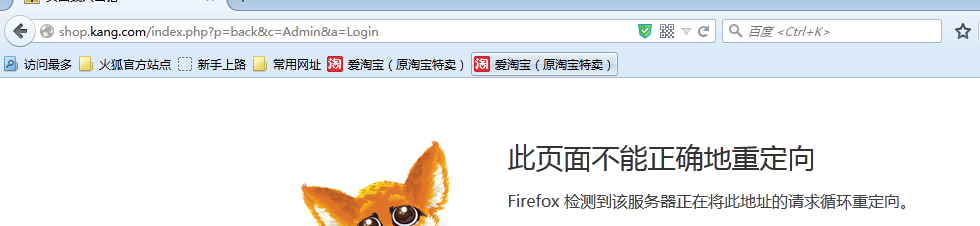 shop.kang.com/index.php?p=back&c=Admin&a=Login
百度 <Ctrl+K>
访问最多 火狐官方站点 新手上路 常用网址 淘 爱淘宝（原淘宝特卖） 淘 爱淘宝（原淘宝特卖）
此页面不能正确地重定向
Firefox 检测到该服务器正在将此地址的请求循环重定向。